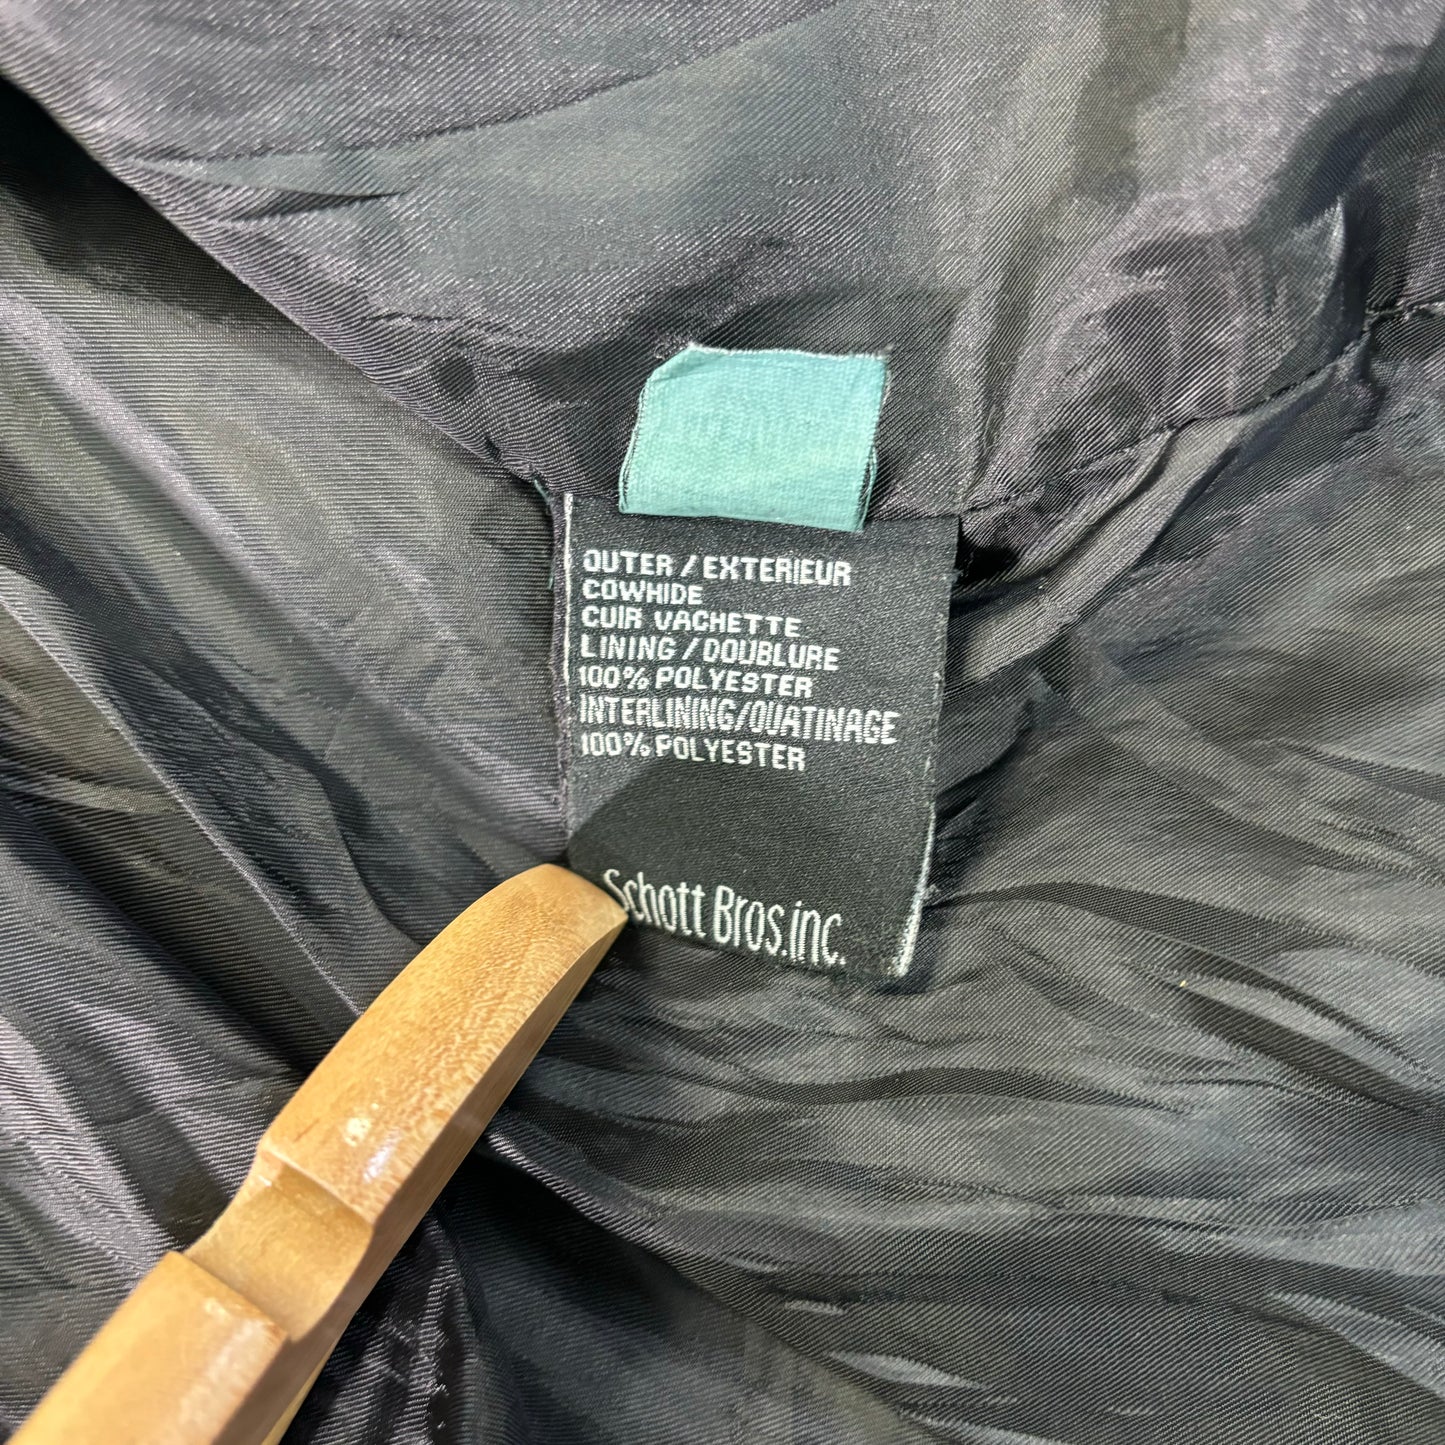 OUTER / EXTERIEUR
COWHIDE
CUIR VACHETTE
LINING / DOUBLURE
100% POLYESTER
INTERLINING/OUATINAGE
100% POLYESTER
Schott Bros.inc.